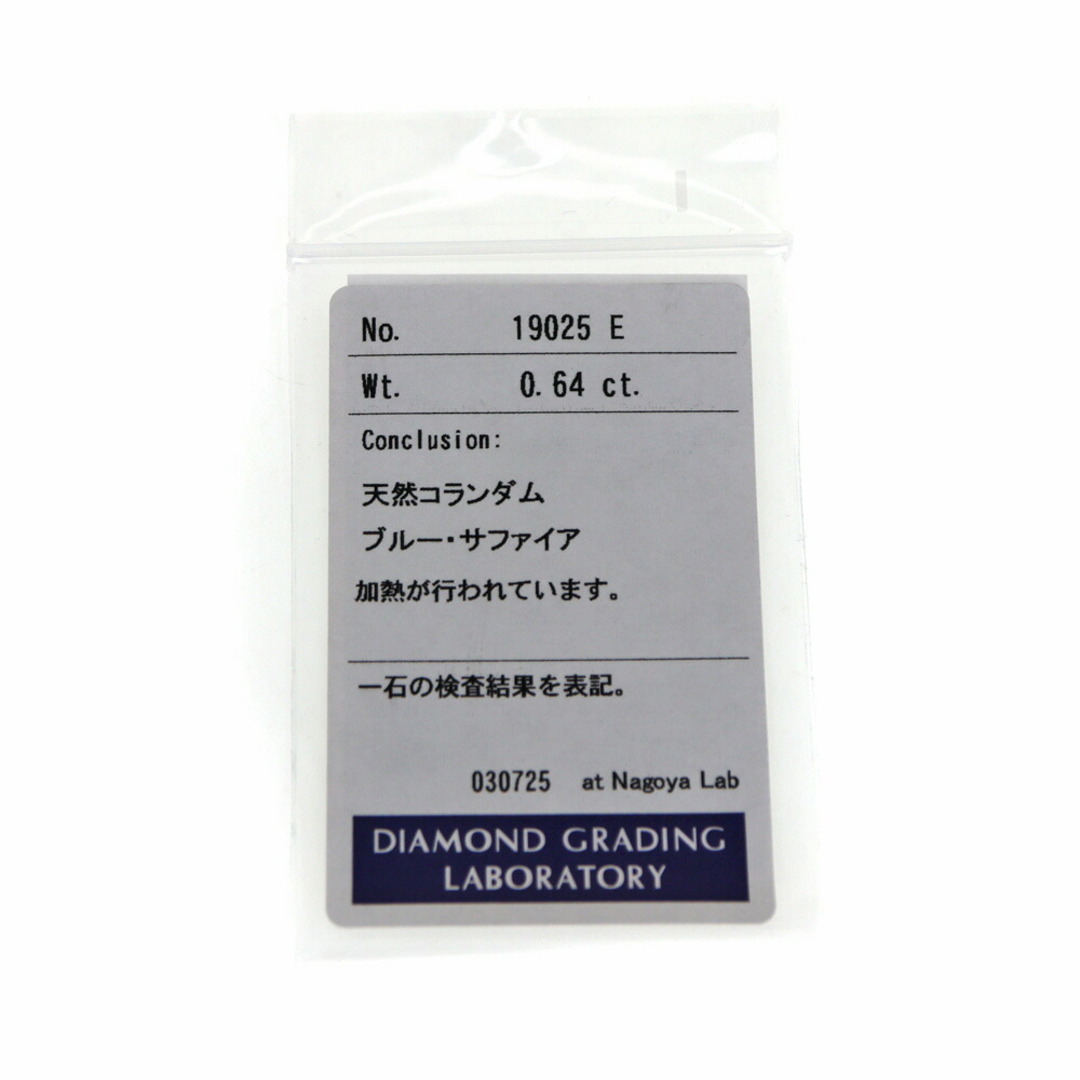 No. 19025 E
Wt. 0.64 ct.
Conclusion:
天然コランダム
ブルー・サファイア
加熱が行われています。
一石の検査結果を表記。
030725 at Nagoya Lab
DIAMOND GRADING
LABORATORY